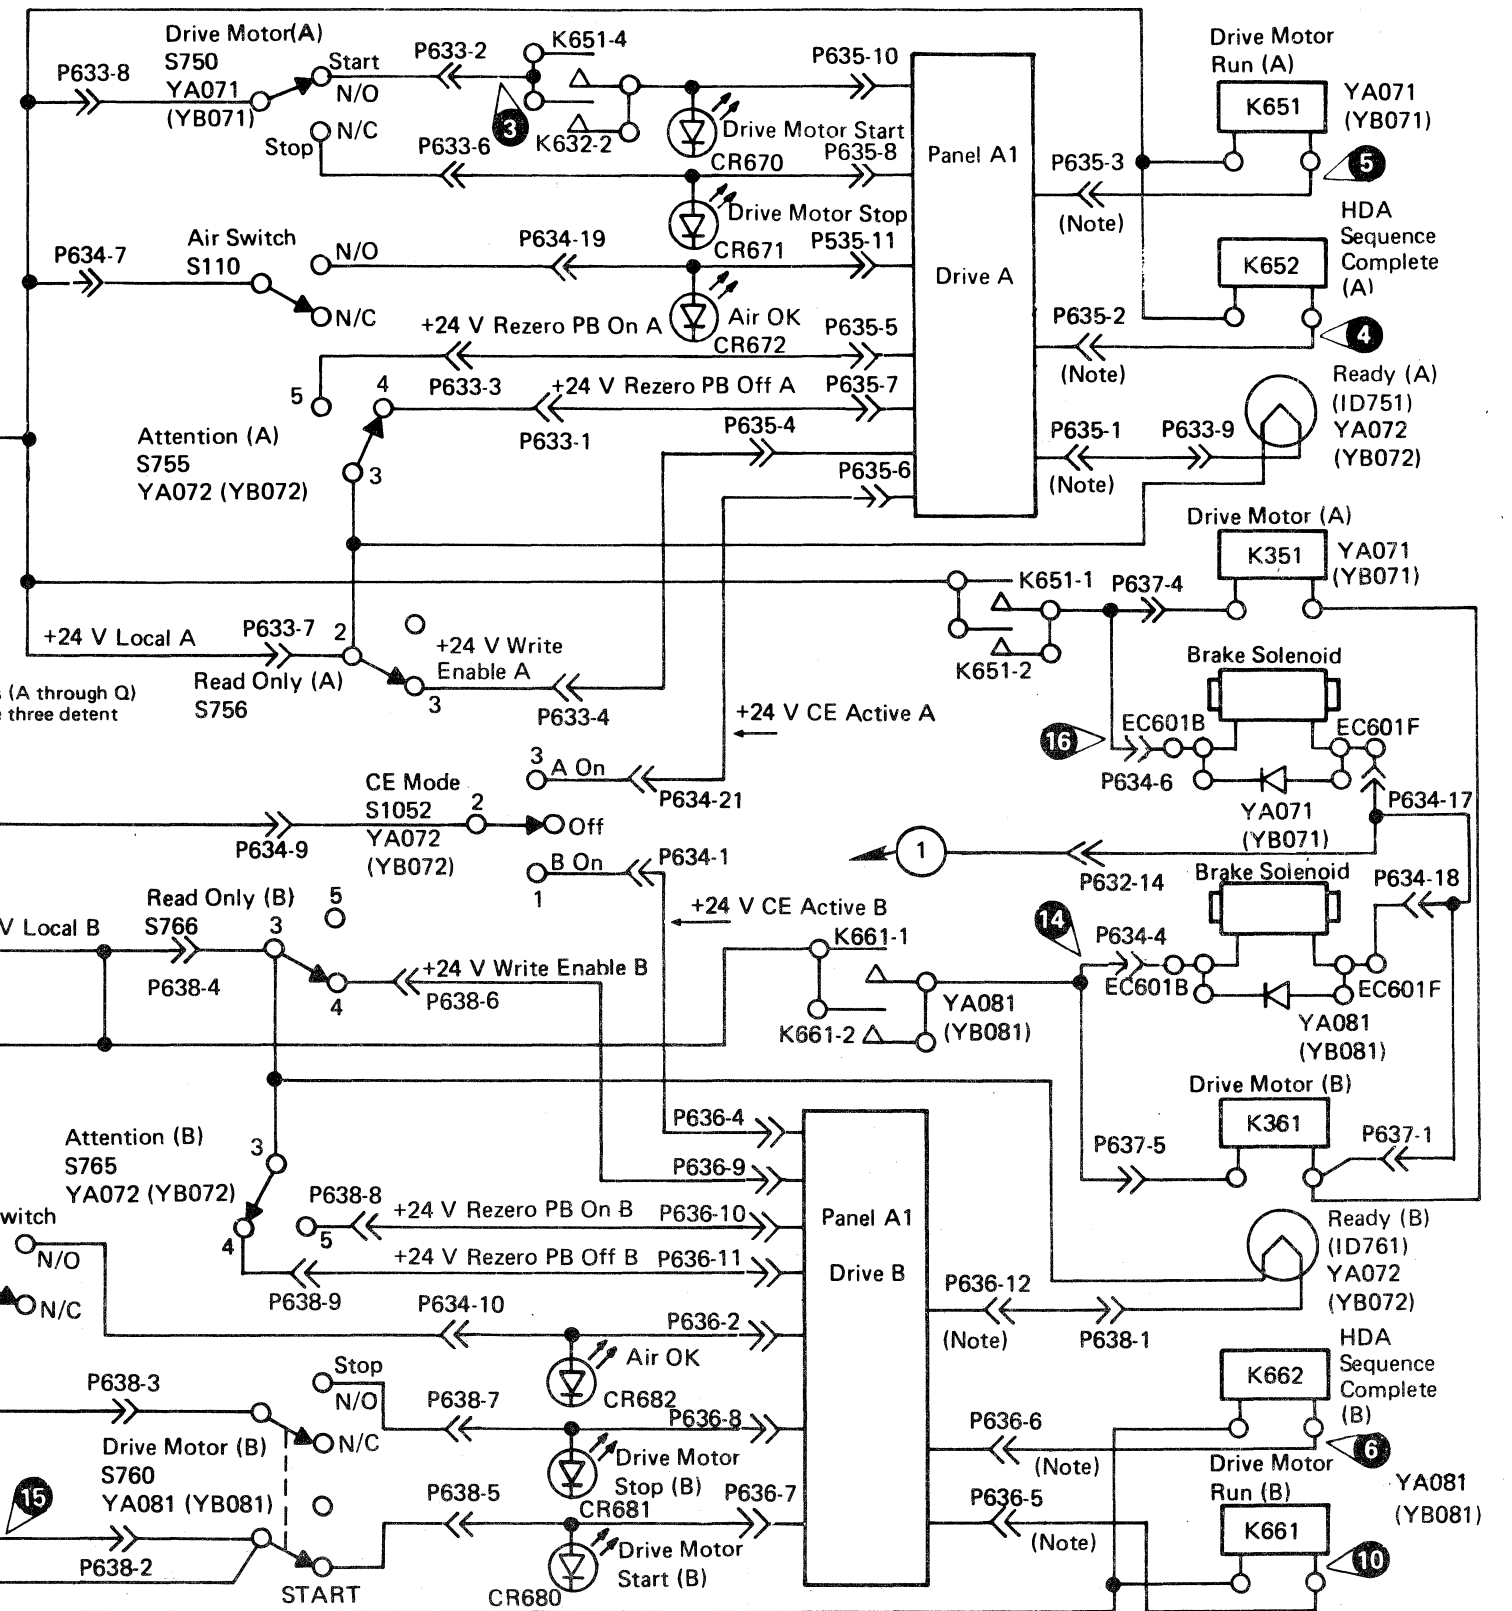 Drive Motor(A)
S750
YA071
(YB071)
P633-8
Start
N/O
N/C
Stop
P633-2
K651-4
3
K632-2
P633-6
P635-10
Drive Motor Start
CR670
P635-8
Drive Motor Stop
CR671
P535-11
Air OK
CR672
Panel A1
Drive A
Drive Motor
Run (A)
K651
YA071
(YB071)
P635-3
(Note)
5
HDA
Sequence
Complete
(A)
K652
P635-2
(Note)
4
P634-7
Air Switch
S110
N/O
N/C
P634-19
+24 V Rezero PB On A
P635-5
5
4
P633-3
+24 V Rezero PB Off A
P635-7
P633-1
P635-4
P635-6
Attention (A)
S755
YA072 (YB072)
3
Ready (A)
(ID751)
YA072
(YB072)
P635-1
P633-9
(Note)
Drive Motor (A)
K351
YA071
(YB071)
K651-1
P637-4
K651-2
+24 V Local A
P633-7
2
+24 V Write
Enable A
Read Only (A)
S756
3
P633-4
(A through Q)
three detent
+24 V CE Active A
Brake Solenoid
16
EC601B
EC601F
P634-6
YA071
(YB071)
P634-17
CE Mode
S1052
YA072
(YB072)
2
3
A On
P634-21
Off
P634-9
B On
1
P634-1
1
P632-14
Brake Solenoid
P634-18
14
P634-4
EC601B
EC601F
YA081
(YB081)
V Local B
Read Only (B)
S766
3
5
P638-4
4
+24 V Write Enable B
P638-6
+24 V CE Active B
K661-1
K661-2
YA081
(YB081)
Drive Motor (B)
K361
P637-5
P637-1
Attention (B)
S765
YA072 (YB072)
3
4
P638-8
5
+24 V Rezero PB On B
+24 V Rezero PB Off B
P638-9
P636-4
P636-9
P636-10
P636-11
Panel A1
Drive B
Ready (B)
(ID761)
YA072
(YB072)
P636-12
(Note)
P638-1
witch
N/O
N/C
P634-10
P636-2
Air OK
CR682
HDA
Sequence
Complete
(B)
K662
P636-6
(Note)
6
P638-3
Stop
N/O
N/C
P638-7
P636-8
Drive Motor
Stop (B)
CR681
Drive Motor (B)
S760
YA081 (YB081)
15
P638-2
START
P638-5
P636-7
Drive Motor
Start (B)
CR680
P636-5
(Note)
Drive Motor
Run (B)
K661
YA081
(YB081)
10